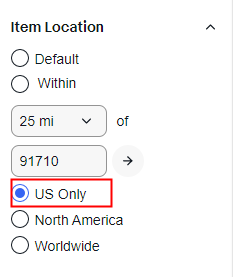 Item Location
Default
Within
25 mi of
91710
US Only
North America
Worldwide